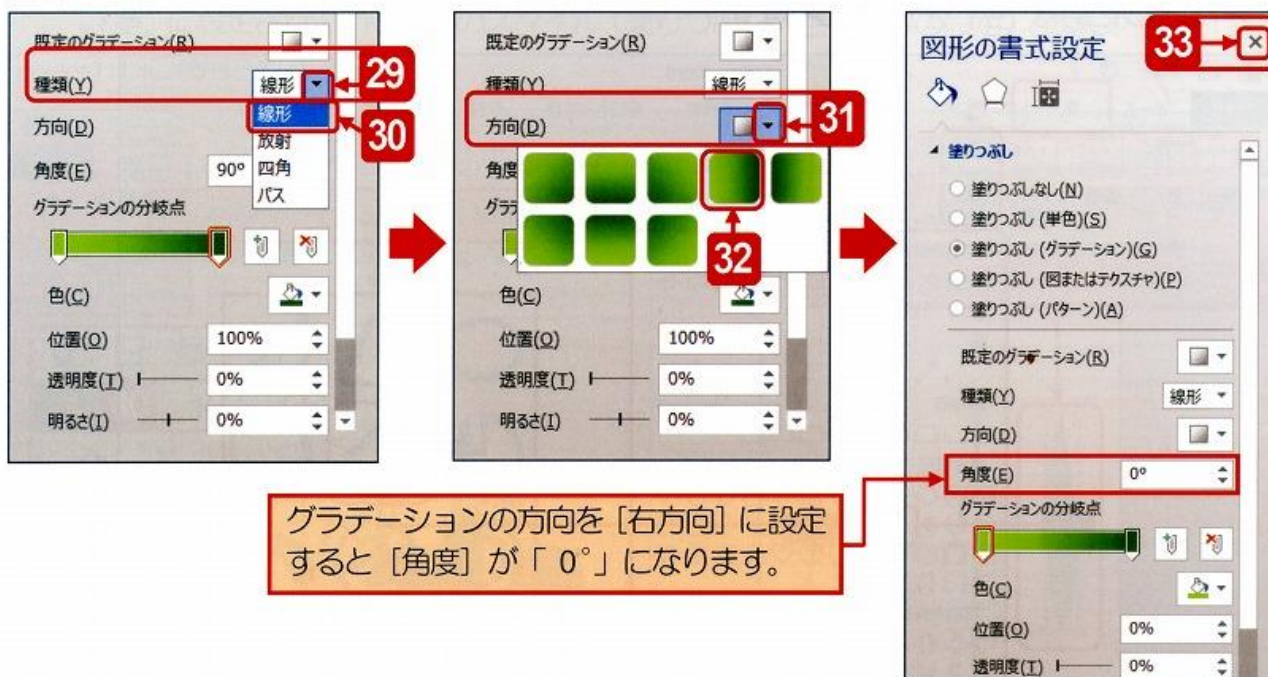 既定のグラデーション(R)
種類(Y)
線形
29
線形
30
放射
四角
パス
方向(D)
角度(E)
90°
グラデーションの分岐点
色(C)
位置(O)
100%
透明度(T)
0%
明るさ(I)
0%
既定のグラデーション(R)
種類(Y)
線形
方向(D)
31
角度
グラデ
32
色(C)
位置(O)
100%
透明度(T)
0%
明るさ(I)
0%
図形の書式設定
33
塗りつぶし
塗りつぶしなし(N)
塗りつぶし (単色)(S)
塗りつぶし (グラデーション)(G)
塗りつぶし (図またはテクスチャ)(P)
塗りつぶし (パターン)(A)
既定のグラデーション(R)
種類(Y)
線形
方向(D)
角度(E)
0°
グラデーションの分岐点
色(C)
位置(O)
0%
透明度(T)
0%
グラデーションの方向を [右方向] に設定
すると [角度] が「 0°」になります。